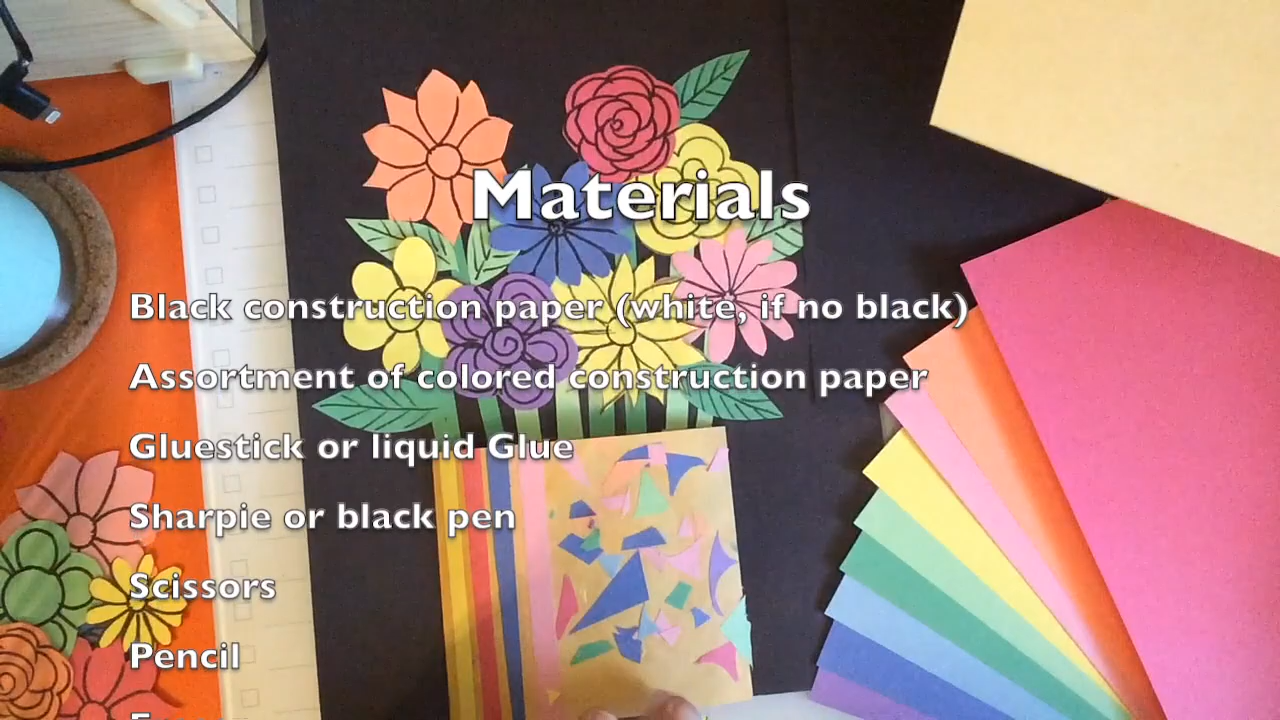 Materials
Black construction paper (white, if no black)
Assortment of colored construction paper
Gluestick or liquid Glue
Sharpie or black pen
Scissors
Pencil